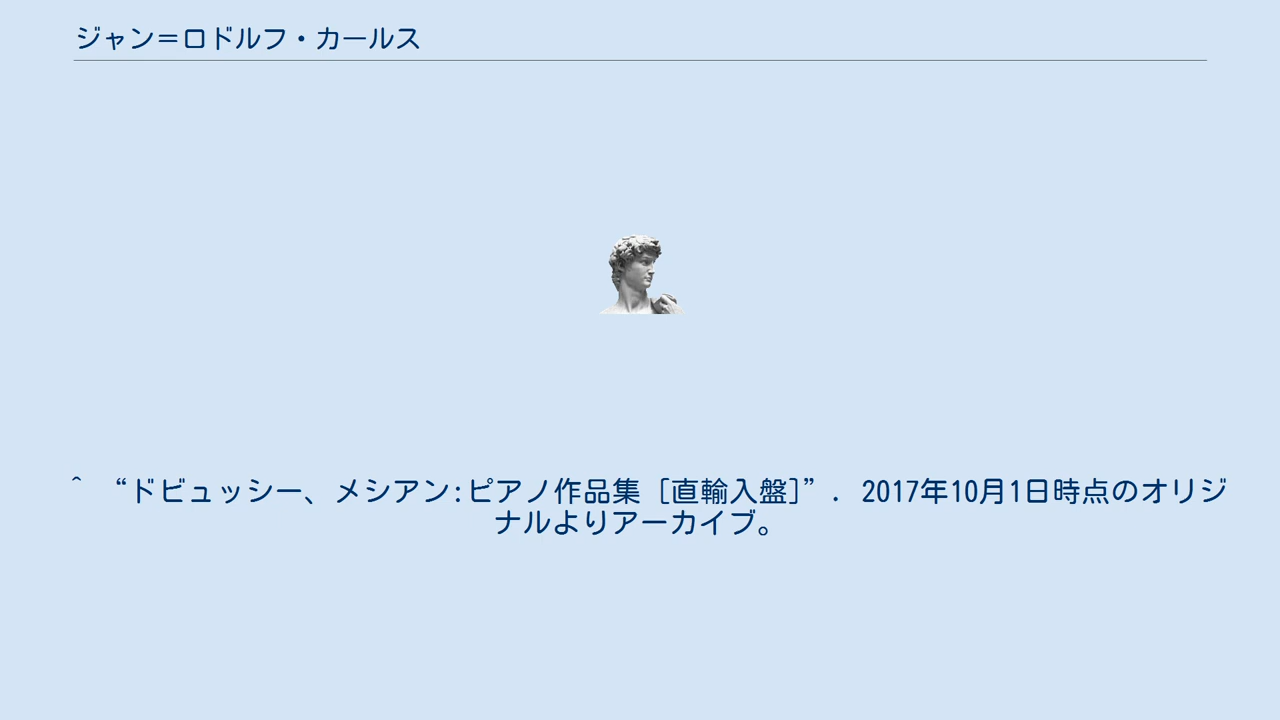 ジャン＝ロドルフ・カールス
^ “ドビュッシー、メシアン:ピアノ作品集 [直輸入盤]”. 2017年10月1日時点のオリジ
ナルよりアーカイブ。